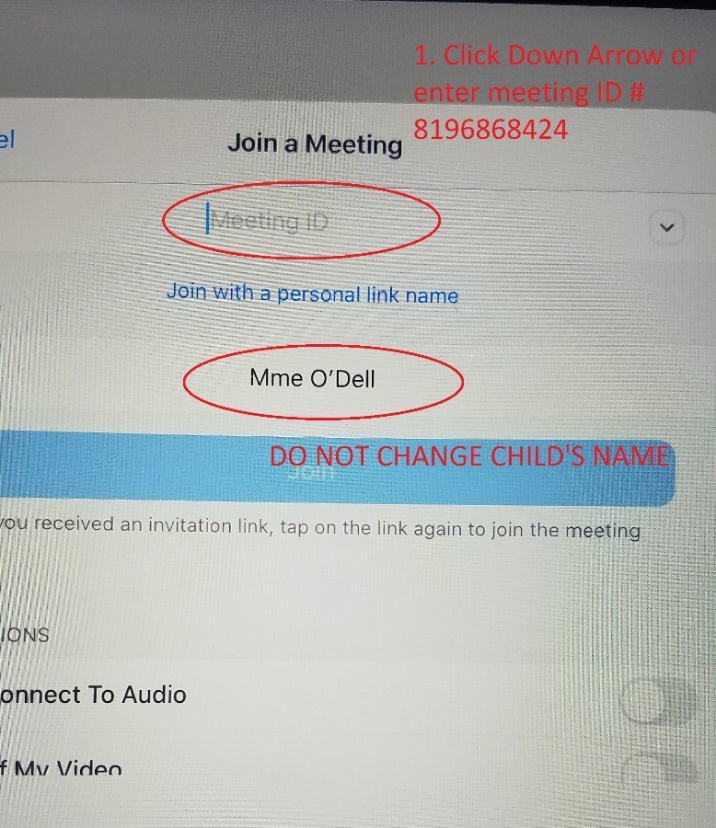 1. Click Down Arrow or
enter meeting ID #
8196868424
el
Join a Meeting
Meeting ID
Join with a personal link name
Mme O'Dell
DO NOT CHANGE CHILD'S NAME
Join
you received an invitation link, tap on the link again to join the meeting
IONS
onnect To Audio
f My Video